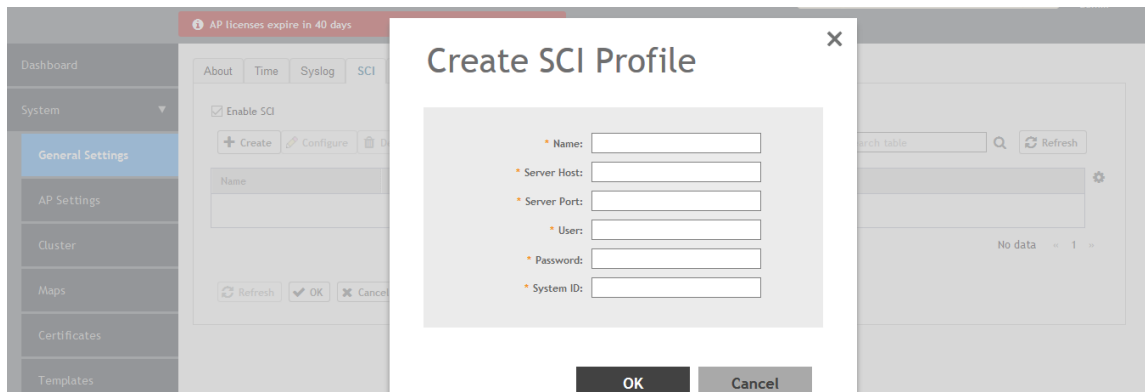 AP licenses expire in 40 days
Create SCI Profile
Dashboard
About Time Syslog SCI
System
Enable SCI
Create Configure
General Settings
* Name:
arch table Refresh
* Server Host:
Name
* Server Port:
AP Settings
* User:
Cluster
No data « 1 »
* Password:
Maps
* System ID:
Refresh OK Cancel
Certificates
Templates
OK Cancel